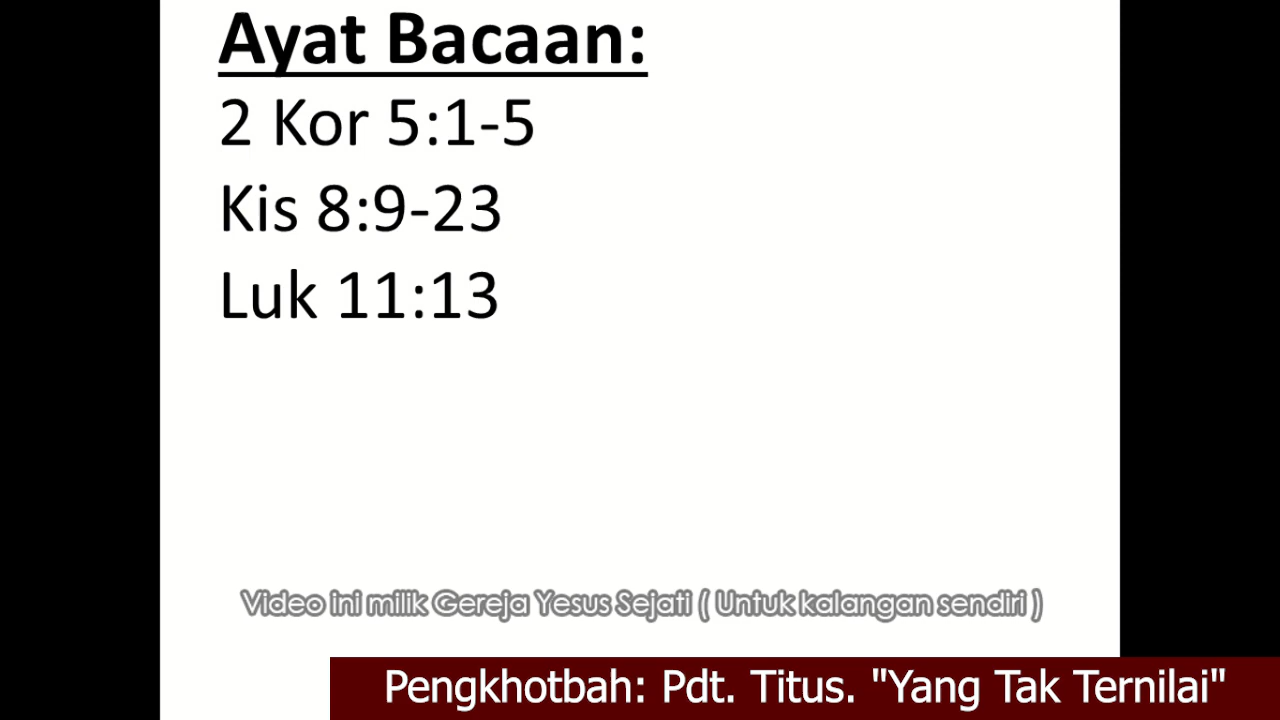 Ayat Bacaan:
2 Kor 5:1-5
Kis 8:9-23
Luk 11:13
Video ini milik Gereja Yesus Sejati ( Untuk kalangan sendiri )
Pengkhotbah: Pdt. Titus. "Yang Tak Ternilai"